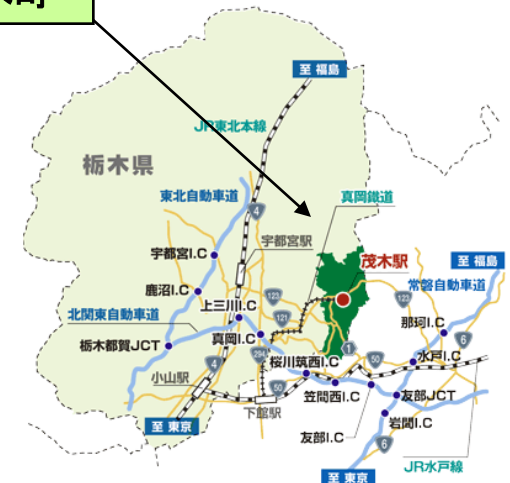 至 福島
JR東北本線
栃木県
東北自動車道
真岡鐵道
4
宇都宮駅
宇都宮I.C
茂木駅
至 福島
鹿沼I.C
常磐自動車道
上三川I.C
123
123
北関東自動車道
121
那珂I.C
真岡I.C
6
栃木都賀JCT
294
桜川筑西I.C
1
50
水戸I.C
4
小山駅
50
笠間西I.C
友部JCT
下館駅
岩間I.C
至 東京
友部I.C
6
JR水戸線
至 東京